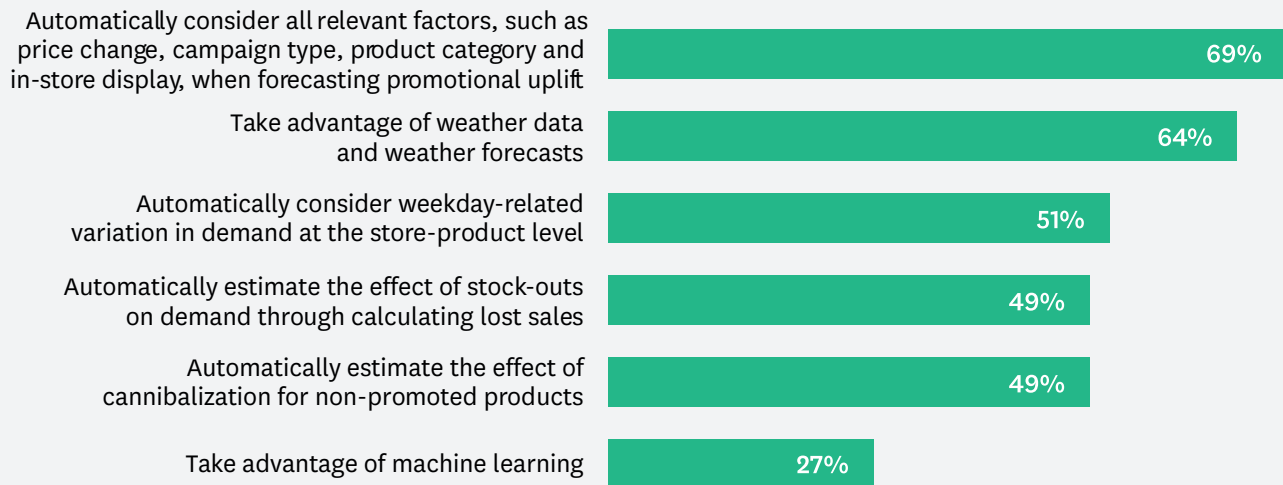 Automatically consider all relevant factors, such as
price change, campaign type, product category and
in-store display, when forecasting promotional uplift
69%
Take advantage of weather data
and weather forecasts
64%
Automatically consider weekday-related
variation in demand at the store-product level
51%
Automatically estimate the effect of stock-outs
on demand through calculating lost sales
49%
Automatically estimate the effect of
cannibalization for non-promoted products
49%
Take advantage of machine learning
27%